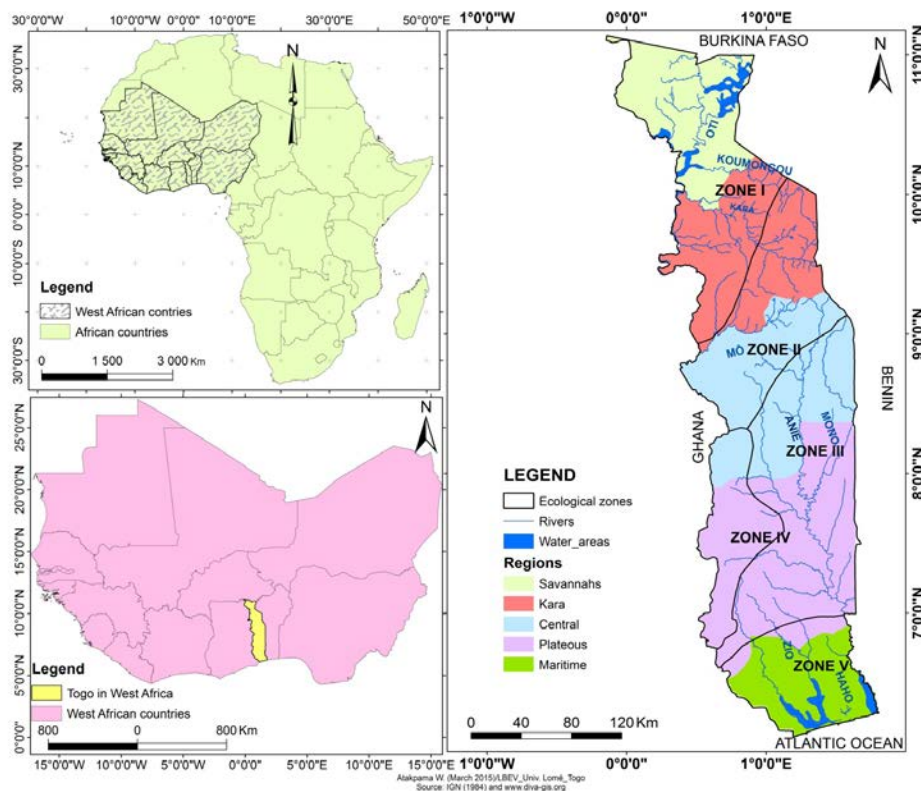 30°0'0"W
10°0'0"W 0°0'0" 10°0'0"E
30°0'0"E
50°0'0"E
30°0'0"N
10°0'0"N
0°0'0"
10°0'0"S
30°0'0"S
N
Legend
West African contries
African countries
0 1 500 3 000 Km
25°0'0"N
20°0'0"N
15°0'0"N
10°0'0"N
5°0'0"N
0°0'0"
N
Legend
Togo in West Africa
West African countries
800 0 800 Km
15°0'0"W 10°0'0"W 5°0'0"W 0°0'0" 5°0'0"E 10°0'0"E 15°0'0"E
1°0'0"W 0°0'0" 1°0'0"E
BURKINA FASO
N
11°0'0"N
OTI
KOUMONGOU
ZONE I
10°0'0"N
KARA
9°0'0"N
MÔ
ZONE II
BENIN
GHANA
ANIE
MONO
ZONE III
8°0'0"N
ZONE IV
7°0'0"N
ZIO
ZONE V
HAHO
LEGEND
Ecological zones
Rivers
Water_areas
Regions
Savannahs
Kara
Central
Plateous
Maritime
0 40 80 120 Km
ATLANTIC OCEAN
1°0'0"W 0°0'0" 1°0'0"E
Atakpama W. (March 2015)/LBEV_Univ. Lomé_Togo
Source: IGN (1984) and www.diva-gis.org